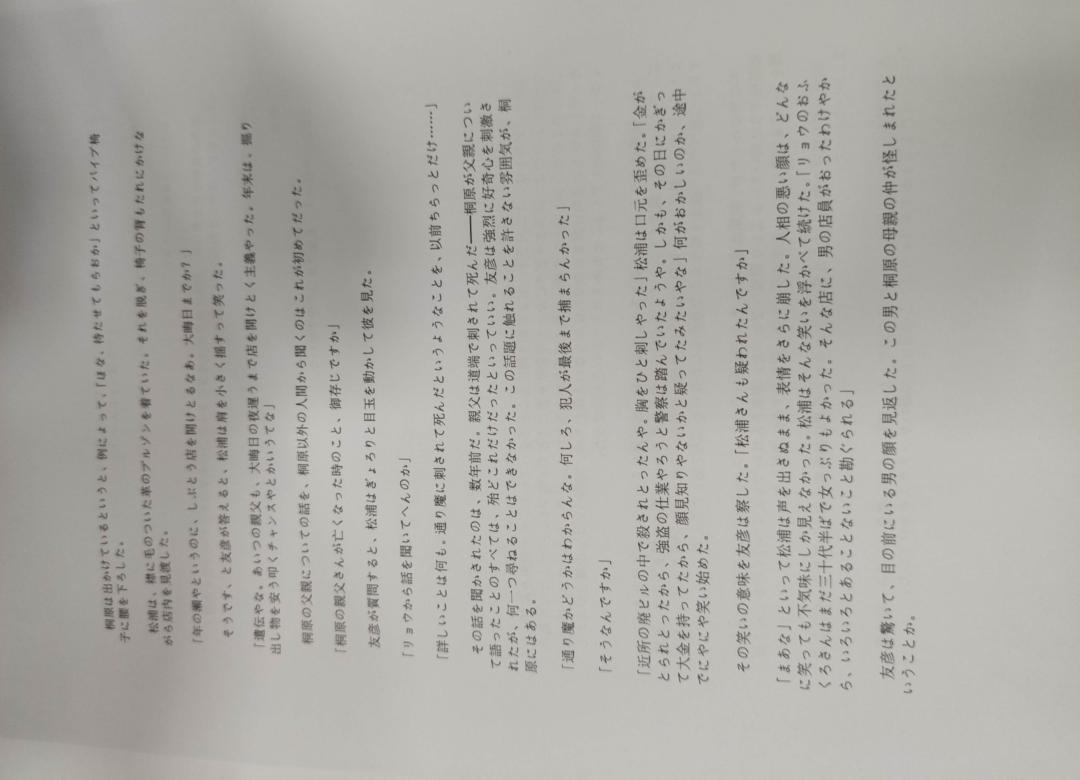 桐原は出かけているというと、例によって、「ほな、待たせてもらおか」といってパイプ椅
子に腰を下ろした。
松浦は、襟に毛のついた革のブルゾンを着ていた。それを脱ぎ、椅子の背もたれにかけな
がら店内を見渡した。
「年の瀬やというのに、しぶとう店を開けとるなあ。大晦日までか？」
そうです、と友彦が答えると、松浦は肩を小さく揺すって笑った。
「遺伝やな。あいつの親父も、大晦日の夜遅うまで店を開けとく主義やった。年末は、掘り
出し物を安う叩くチャンスやとかいうてな」
桐原の父親についての話を、桐原以外の人間から聞くのはこれが初めてだった。
「桐原の親父さんが亡くなった時のこと、御存じですか」
友彦が質問すると、松浦はぎょろりと目玉を動かして彼を見た。
「リョウから話を聞いてへんのか」
「詳しいことは何も。通り魔に刺されて死んだというようなことを、以前ちらっとだけ……」
その話を聞かされたのは、数年前だ。親父は道端で刺されて死んだ――桐原が父親につい
て語ったことのすべては、殆どこれだけだったといっていい。友彦は強烈に好奇心を刺激さ
れたが、何一つ尋ねることはできなかった。この話題に触れることを許さない雰囲気が、桐
原にはある。
「通り魔かどうかはわからんな。何しろ、犯人が最後まで捕まらんかった」
「そうなんですか」
「近所の廃ビルの中で殺されとったんや。胸をひと刺しやった」松浦は口元を歪めた。「金が
とられとったから、強盗の仕業やろうと警察は踏んでいたようや。しかも、その日にかぎっ
て大金を持ってたから、顔見知りやないかと疑ってたみたいやな」何がおかしいのか、途中
でにやにや笑い始めた。
その笑いの意味を友彦は察した。「松浦さんも疑われたんですか」
「まあな」といって松浦は声を出さぬまま、表情をさらに崩した。人相の悪い顔は、どんな
に笑っても不気味にしか見えなかった。松浦はそんな笑いを浮かべて続けた。「リョウのおふ
くろさんはまだ三十代半ばで女っぷりもよかった。そんな店に、男の店員がおったわけやか
ら、いろいろとあることないこと勘ぐられる」
友彦は驚いて、目の前にいる男の顔を見返した。この男と桐原の母親の仲が怪しまれたと
いうことか。